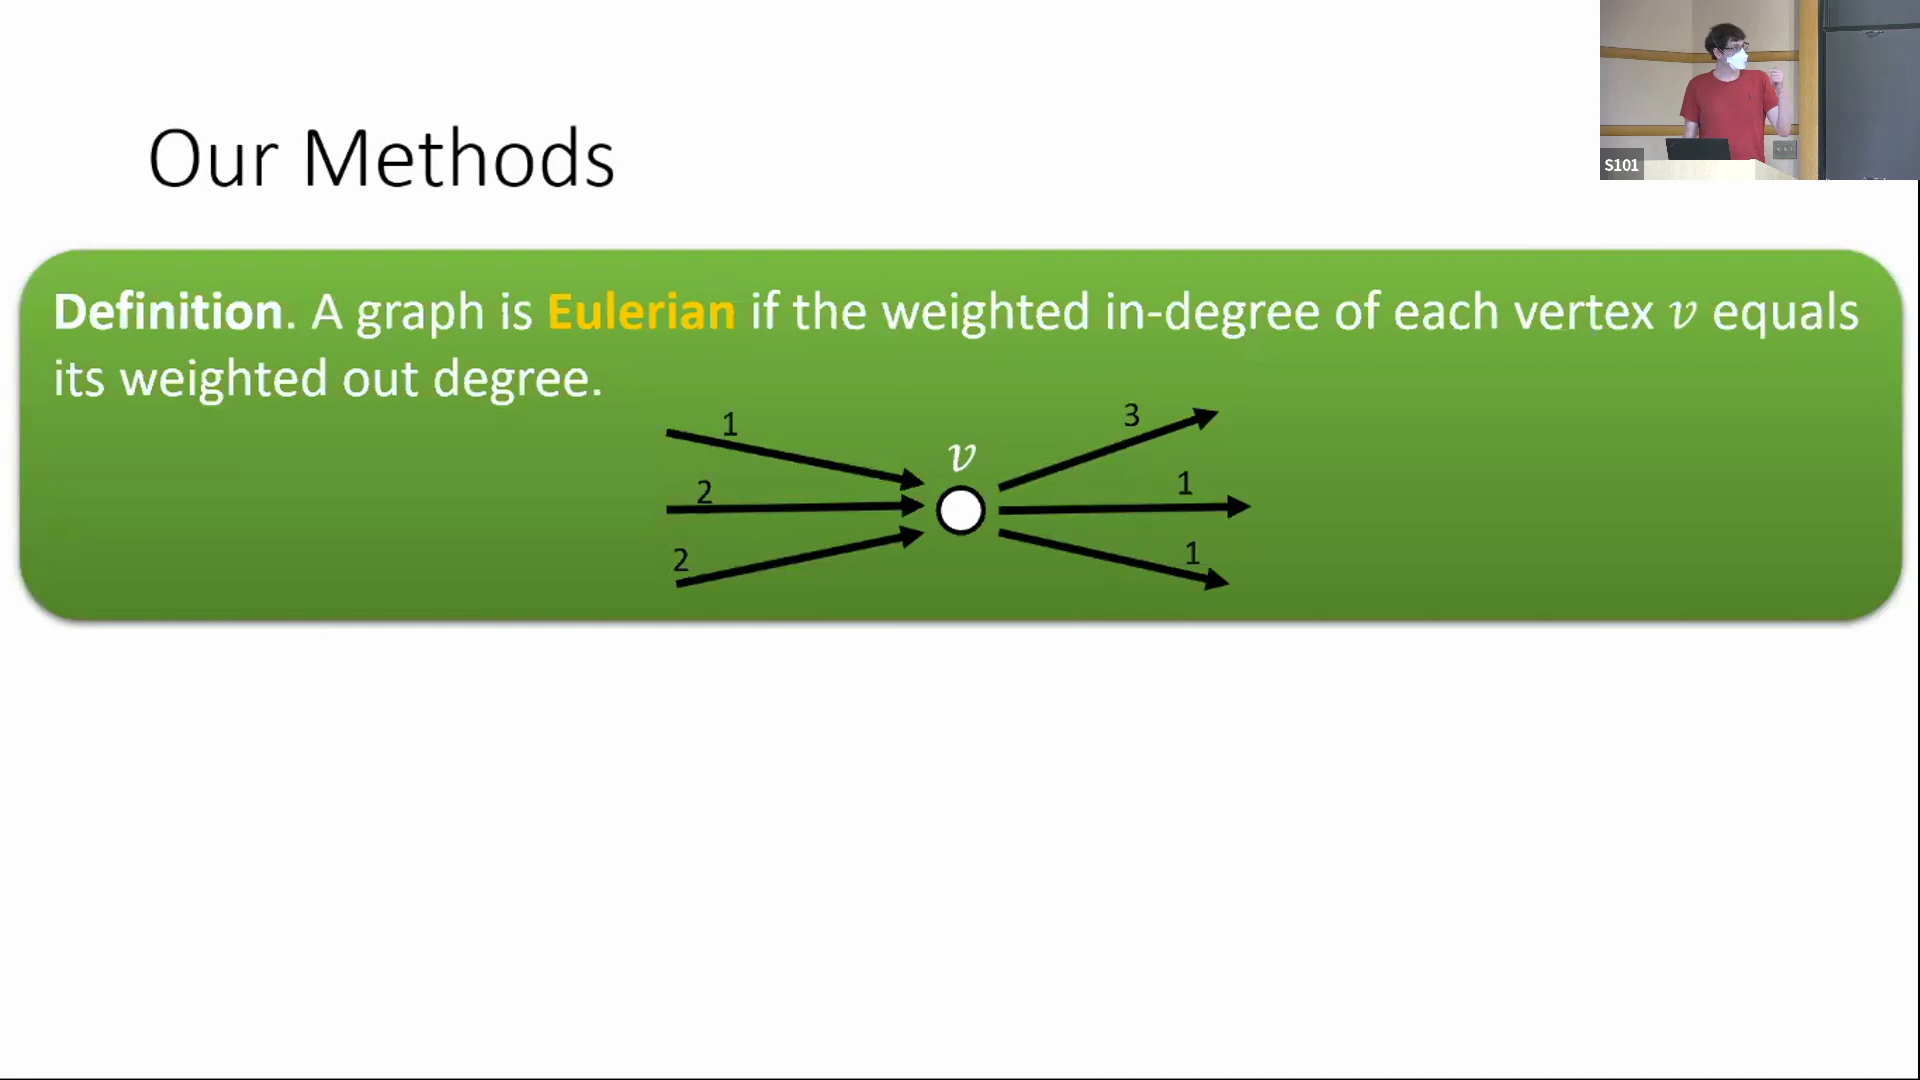 Our Methods
S101
Definition. A graph is Eulerian if the weighted in-degree of each vertex v equals
its weighted out degree.
1
3
v
2
1
2
1